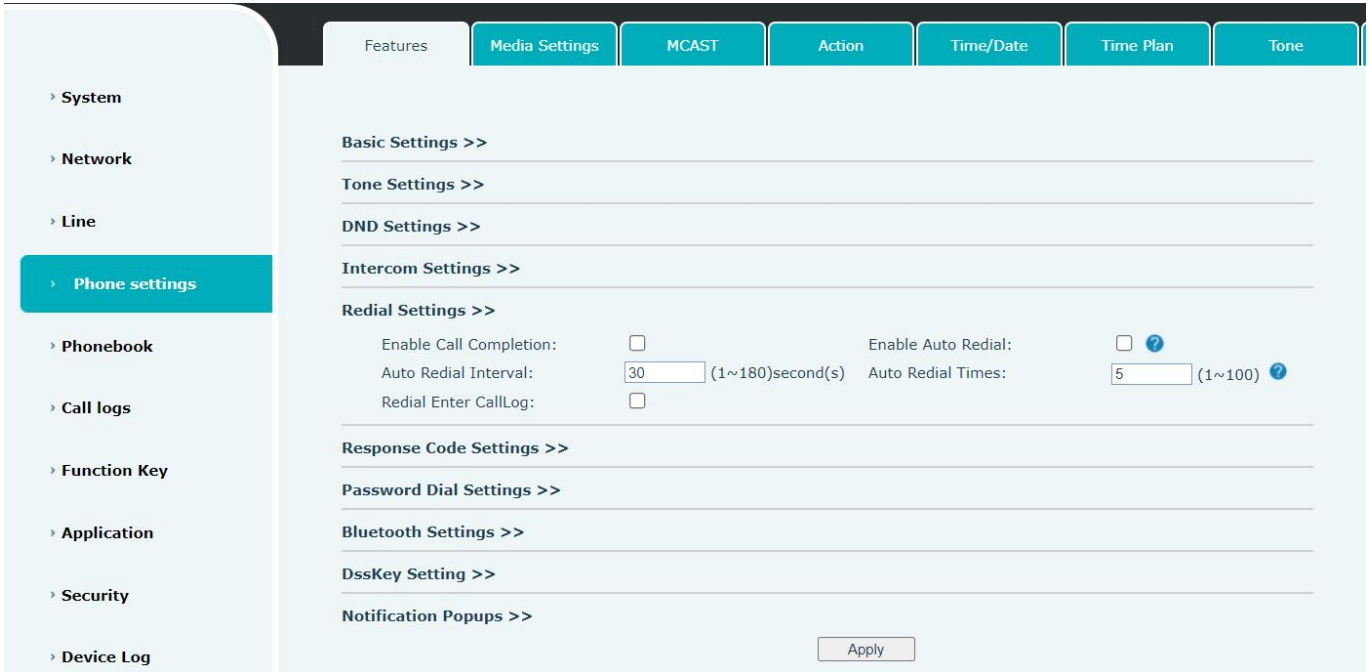 Features Media Settings MCAST Action Time/Date Time Plan Tone
› System
› Network
› Line
› Phone settings
› Phonebook
› Call logs
› Function Key
› Application
› Security
› Device Log
Basic Settings >>
Tone Settings >>
DND Settings >>
Intercom Settings >>
Redial Settings >>
Enable Call Completion: Enable Auto Redial: ?
Auto Redial Interval: 30 (1~180)second(s) Auto Redial Times: 5 (1~100) ?
Redial Enter CallLog:
Response Code Settings >>
Password Dial Settings >>
Bluetooth Settings >>
DssKey Setting >>
Notification Popups >>
Apply